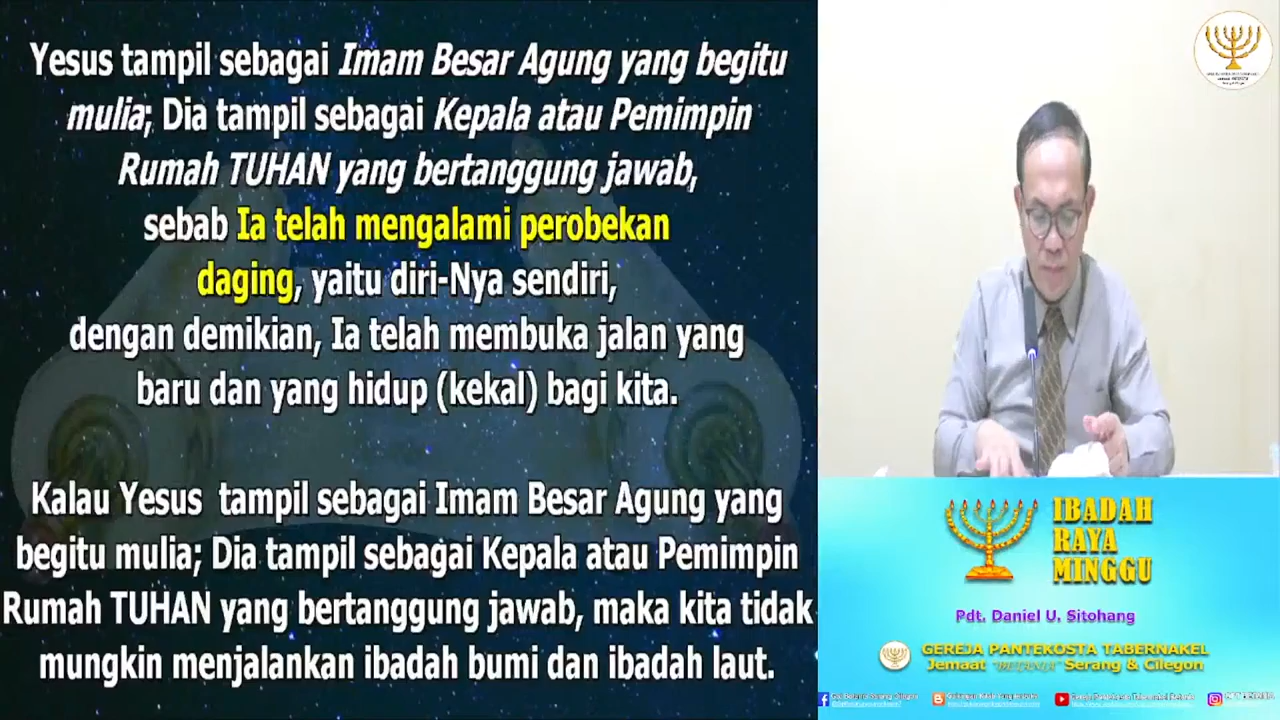 Yesus tampil sebagai Imam Besar Agung yang begitu
mulia; Dia tampil sebagai Kepala atau Pemimpin
Rumah TUHAN yang bertanggung jawab,
sebab Ia telah mengalami perobekan
daging, yaitu diri-Nya sendiri,
dengan demikian, Ia telah membuka jalan yang
baru dan yang hidup (kekal) bagi kita.
Kalau Yesus tampil sebagai Imam Besar Agung yang
begitu mulia; Dia tampil sebagai Kepala atau Pemimpin
Rumah TUHAN yang bertanggung jawab, maka kita tidak
mungkin menjalankan ibadah bumi dan ibadah laut.
IBADAH
RAYA
MINGGU
Pdt. Daniel U. Sitohang
GEREJA PANTEKOSTA TABERNAKEL
Jemaat "BETANIA" Serang & Cilegon